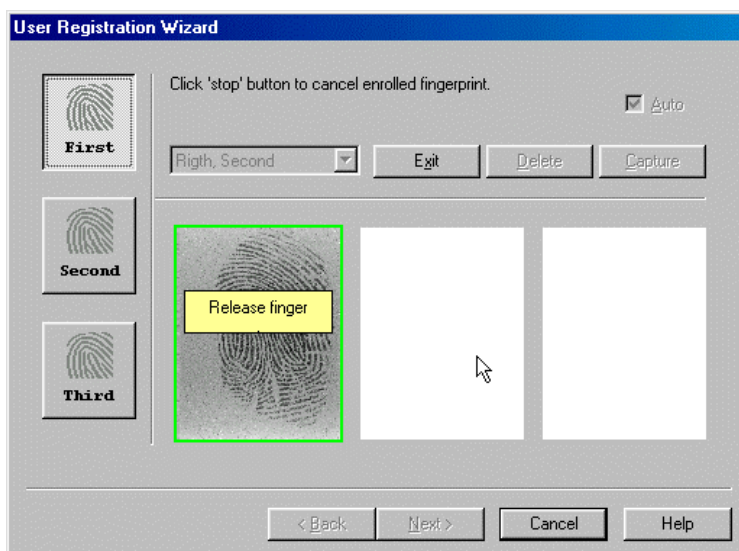 User Registration Wizard
Click 'stop' button to cancel enrolled fingerprint.
Auto
First
Rigth, Second
Exit
Delete
Capture
Second
Release finger
Third
< Back
Next >
Cancel
Help